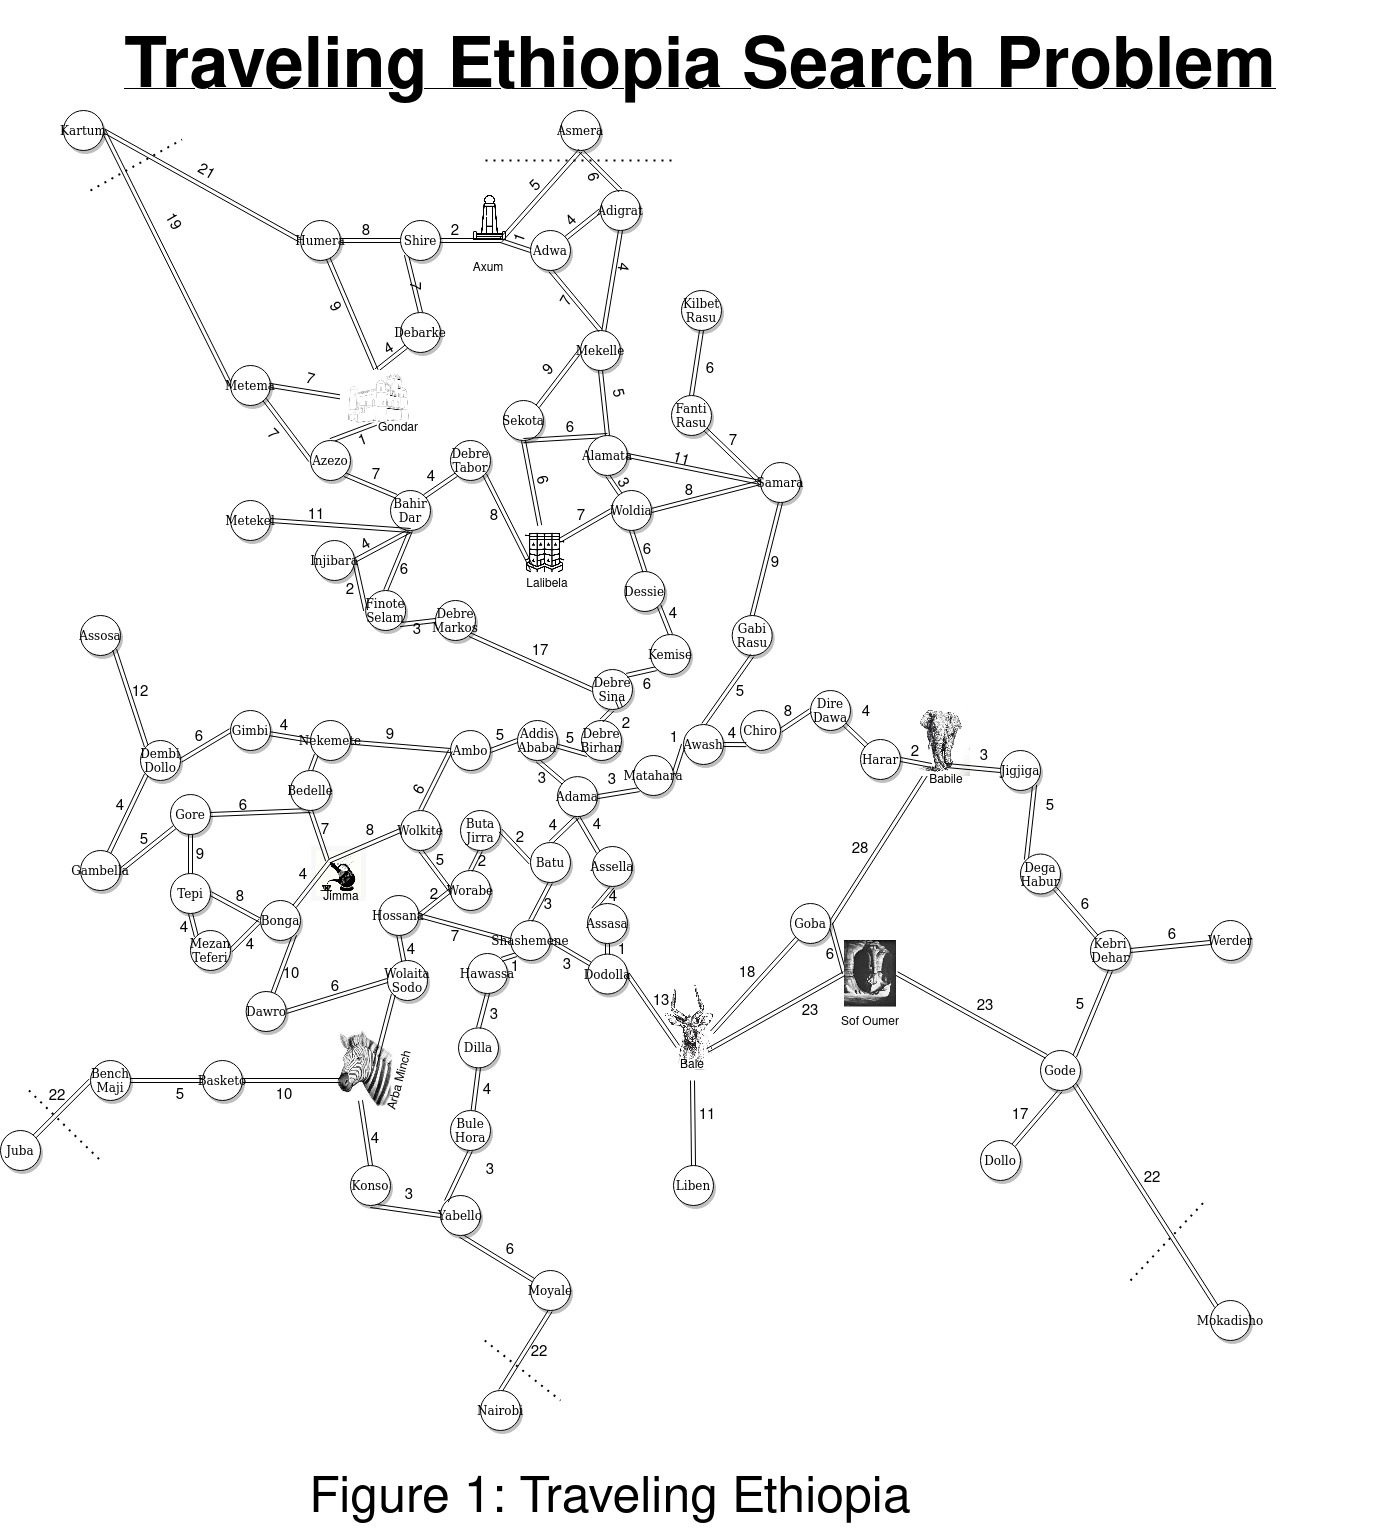 Traveling Ethiopia Search Problem
Kartum
Asmera
21
5
6
19
Adigrat
4
Humera
8
Shire
2
1
Adwa
Axum
4
7
9
7
Kilbet
Rasu
Debarke
4
Mekelle
6
Metema
7
9
5
Fanti
Rasu
Gondar
Sekota
6
7
7
1
Azezo
7
Debre
Tabor
4
Alamata
11
Samara
6
3
8
Bahir
Dar
Metekel
11
8
7
Woldia
4
Injibara
6
6
9
2
Lalibela
Dessie
Finote
Selam
3
Debre
Markos
4
Assosa
17
Gabi
Rasu
Kemise
12
Debre
Sina
6
5
Dire
Dawa
8
4
2
6
Gimbi
4
Nekemete
9
Ambo
5
Addis
Ababa
5
Debre
Birhan
1
Awash
4
Chiro
Harar
2
3
Dembi
Dollo
Babile
Jigjiga
3
3
Matahara
Bedelle
6
Adama
4
6
5
Gore
5
7
8
Wolkite
Buta
Jirra
2
4
4
28
9
5
2
Batu
Assella
Gambella
4
Jimma
Dega
Habur
Tepi
8
2
Worabe
3
4
6
4
Bonga
Hossana
Assasa
Goba
Mezan
Teferi
4
7
Shashemene
1
6
Kebri
Dehar
6
Werder
10
4
1
3
6
Wolaita
Sodo
Hawassa
Dodolla
18
Dawro
13
23
Sof Oumer
23
5
3
Dilla
Bale
Gode
Bench
Maji
Basketo
Arba Minch
22
5
10
4
11
17
Juba
4
Bule
Hora
Dollo
Konso
3
3
Liben
22
Yabello
6
Moyale
Mokadisho
22
Nairobi
Figure 1: Traveling Ethiopia